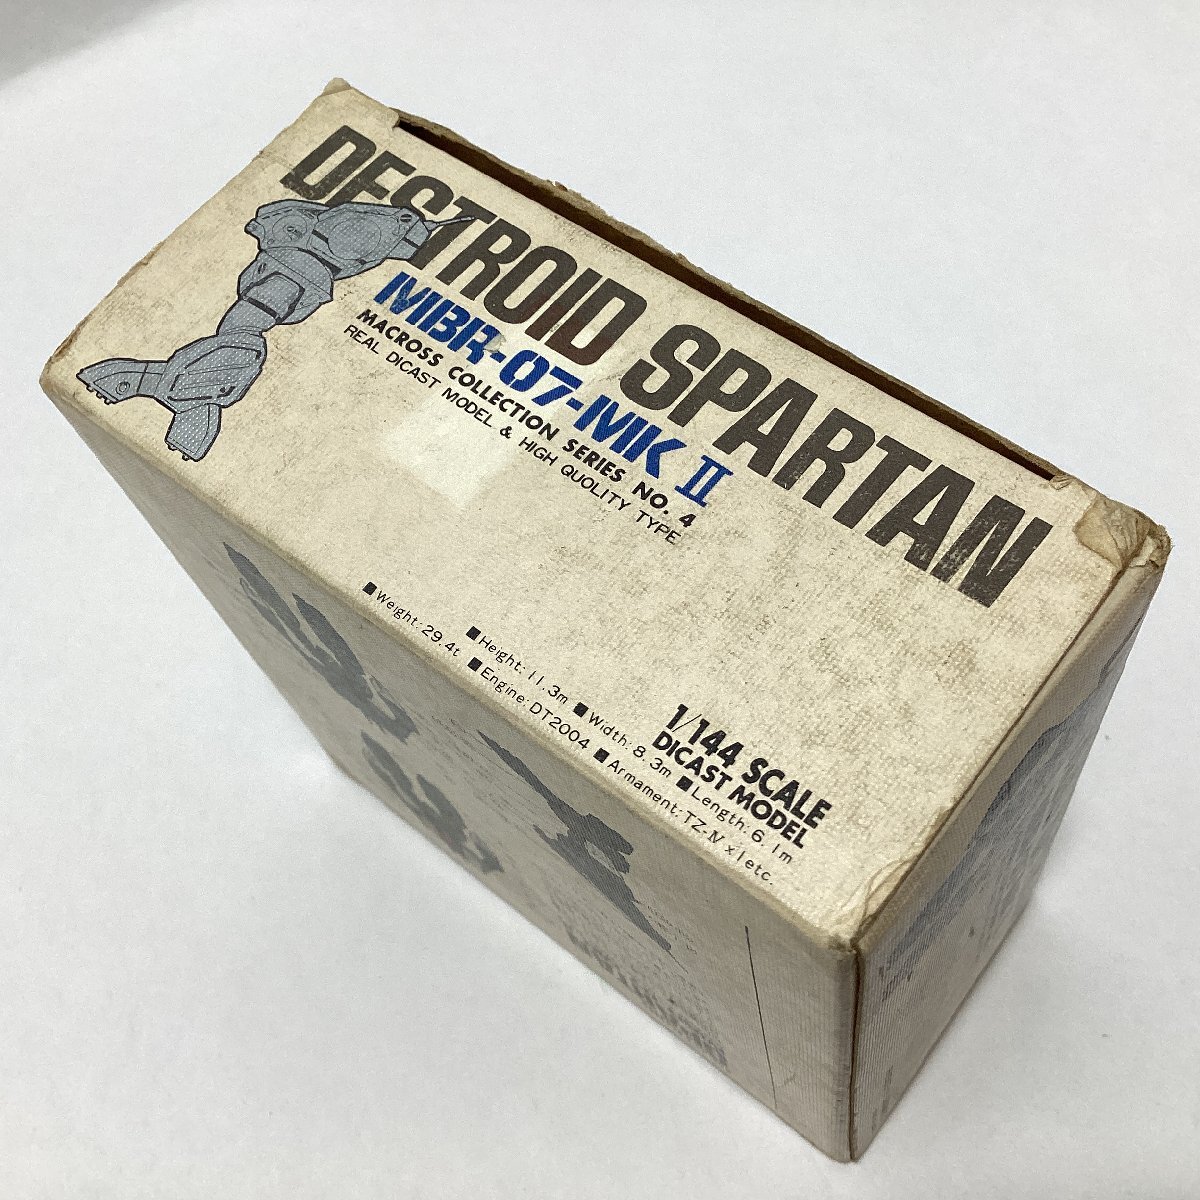 DESTROID SPARTAN
MBR-07-MK II
MACROSS COLLECTION SERIES NO. 4
REAL DICAST MODEL & HIGH QUOLITY TYPE
1/144 SCALE
DICAST MODEL
■Height: 11.3m ■Width: 8.3m ■Length: 6.1m
■Weight: 29.4t ■Engine: DT2004 ■Armament: TZ-Ⅳ x 1 etc.